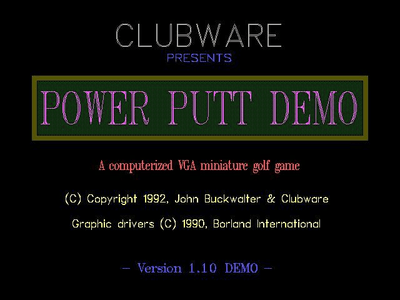 CLUBWARE
PRESENTS
POWER PUTT DEMO
A computerized VGA miniature golf game
(C) Copyright 1992, John Buckwalter & Clubware
Graphic drivers (C) 1990, Borland International
– Version 1.10 DEMO –